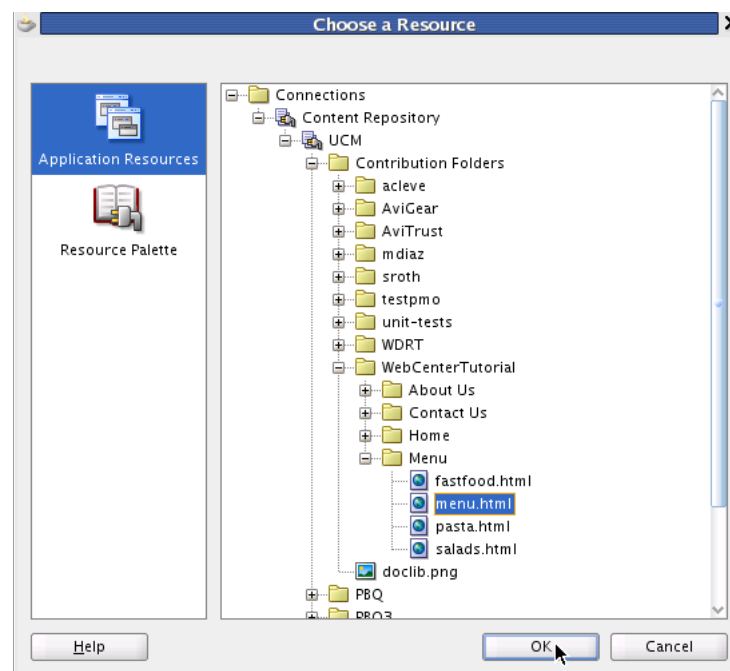 Choose a Resource
Application Resources
Resource Palette
Connections
Content Repository
UCM
Contribution Folders
acleve
AviGear
AviTrust
mdiaz
sroth
testpmo
unit-tests
WDRT
WebCenterTutorial
About Us
Contact Us
Home
Menu
fastfood.html
menu.html
pasta.html
salads.html
doclib.png
PBQ
PBQ3
Help
OK
Cancel